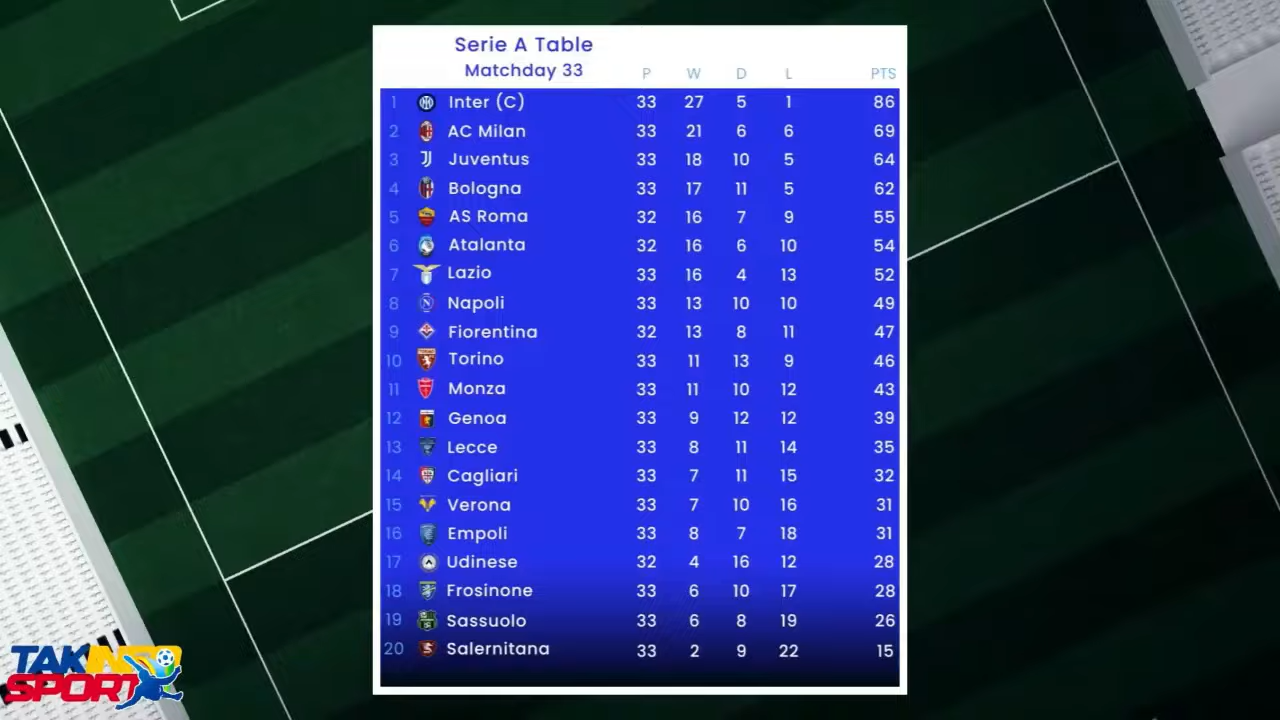 Serie A Table
Matchday 33 P W D L PTS
1 Inter (C) 33 27 5 1 86
2 AC Milan 33 21 6 6 69
3 Juventus 33 18 10 5 64
4 Bologna 33 17 11 5 62
5 AS Roma 32 16 7 9 55
6 Atalanta 32 16 6 10 54
7 Lazio 33 16 4 13 52
8 Napoli 33 13 10 10 49
9 Fiorentina 32 13 8 11 47
10 Torino 33 11 13 9 46
11 Monza 33 11 10 12 43
12 Genoa 33 9 12 12 39
13 Lecce 33 8 11 14 35
14 Cagliari 33 7 11 15 32
15 Verona 33 7 10 16 31
16 Empoli 33 8 7 18 31
17 Udinese 32 4 16 12 28
18 Frosinone 33 6 10 17 28
19 Sassuolo 33 6 8 19 26
20 Salernitana 33 2 9 22 15
TAKINFO
SPORT